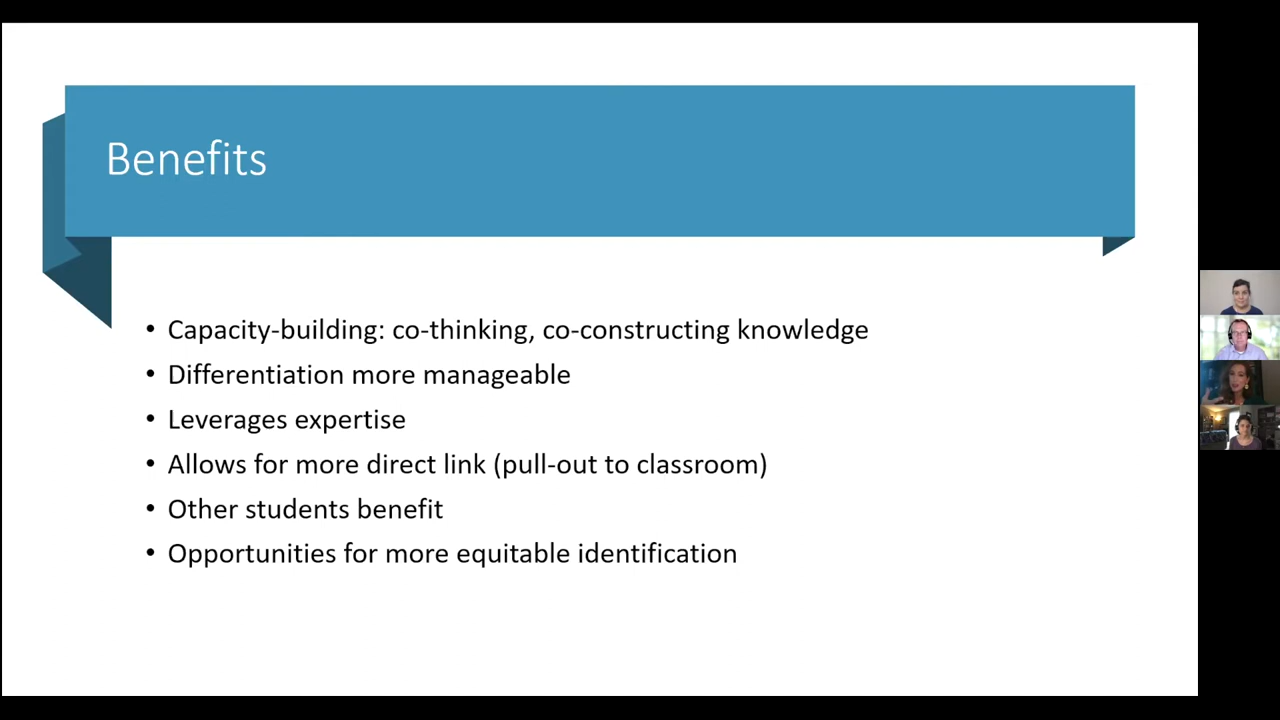 Benefits
• Capacity-building: co-thinking, co-constructing knowledge
• Differentiation more manageable
• Leverages expertise
• Allows for more direct link (pull-out to classroom)
• Other students benefit
• Opportunities for more equitable identification